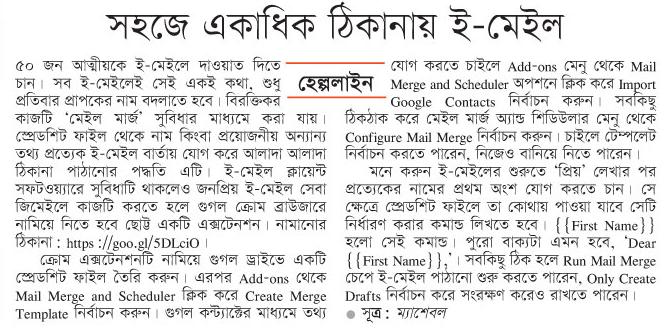 সহজে একাধিক ঠিকানায় ই-মেইল
৫০ জন আত্মীয়কে ই-মেইলে দাওয়াত দিতে
চান। সব ই-মেইলেই সেই একই কথা, শুধু
প্রতিবার প্রাপকের নাম বদলাতে হবে। বিরক্তিকর
কাজটি ‘মেইল মার্জ’ সুবিধার মাধ্যমে করা যায়।
স্প্রেডশিট ফাইল থেকে নাম কিংবা প্রয়োজনীয় অন্যান্য
তথ্য প্রত্যেক ই-মেইল বার্তায় যোগ করে আলাদা আলাদা
ঠিকানা পাঠানোর পদ্ধতি এটি। ই-মেইল ক্লায়েন্ট
সফটওয়্যারে সুবিধাটি থাকলেও জনপ্রিয় ই-মেইল সেবা
জিমেইলে কাজটি করতে হলে গুগল ক্রোম ব্রাউজারে
নামিয়ে নিতে হবে ছোট্ট একটি এক্সটেনশন। নামানোর
ঠিকানা : https ://goo.gl/5DLciO।
ক্রোম এক্সটেনশনটি নামিয়ে গুগল ড্রাইভে একটি
স্প্রেডশিট ফাইল তৈরি করুন। এরপর Add-ons থেকে
Mail Merge and Scheduler ক্লিক করে Create Merge
Template নির্বাচন করুন। গুগল কন্ট্যাক্টের মাধ্যমে তথ্য
হেল্পলাইন
যোগ করতে চাইলে Add-ons মেনু থেকে Mail
Merge and Scheduler অপশনে ক্লিক করে Import
Google Contacts নির্বাচন করুন। সবকিছু
ঠিকঠাক করে মেইল মার্জ অ্যান্ড শিডিউলার মেনু থেকে
Configure Mail Merge নির্বাচন করুন। চাইলে টেম্পলেট
নির্বাচন করতে পারেন, নিজেও বানিয়ে নিতে পারেন।
মনে করুন ই-মেইলের শুরুতে ‘প্রিয়’ লেখার পর
প্রত্যেকের নামের প্রথম অংশ যোগ করতে চান। সে
ক্ষেত্রে স্প্রেডশিট ফাইলে তা কোথায় পাওয়া যাবে সেটি
নির্ধারণ করার কমান্ড লিখতে হবে। {{First Name}}
হলো সেই কমান্ড। পুরো বাক্যটা এমন হবে, ‘Dear
{{First Name}},’। সবকিছু ঠিক হলে Run Mail Merge
চেপে ই-মেইল পাঠানো শুরু করতে পারেন, Only Create
Drafts নির্বাচন করে সংরক্ষণ করেও রাখতে পারেন।
● সূত্র : ম্যাশেবল